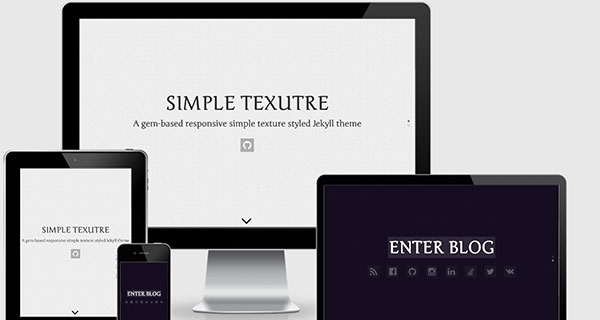 SIMPLE TEXUTRE
A gem-based responsive simple texture styled Jekyll theme
SIMPLE TEXUTRE
A gem-based responsive simple texture styled Jekyll theme
ENTER BLOG
ENTER BLOG